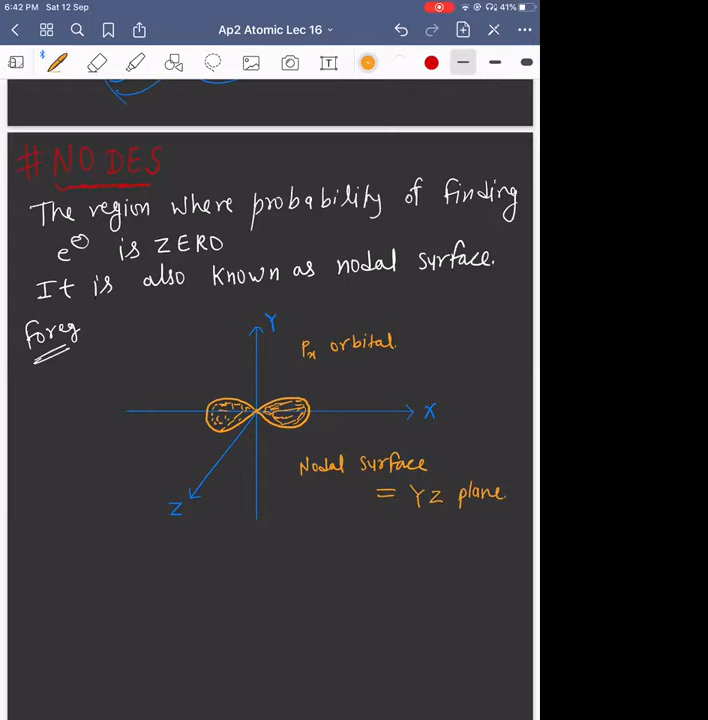 6:42 PM Sat 12 Sep
41%
Ap2 Atomic Lec 16
T
#NODES
The region where probability of finding
e⊖ is ZERO
It is also known as nodal surface.
foreg
Y
Px orbital.
X
Nodal surface
= YZ plane.
Z